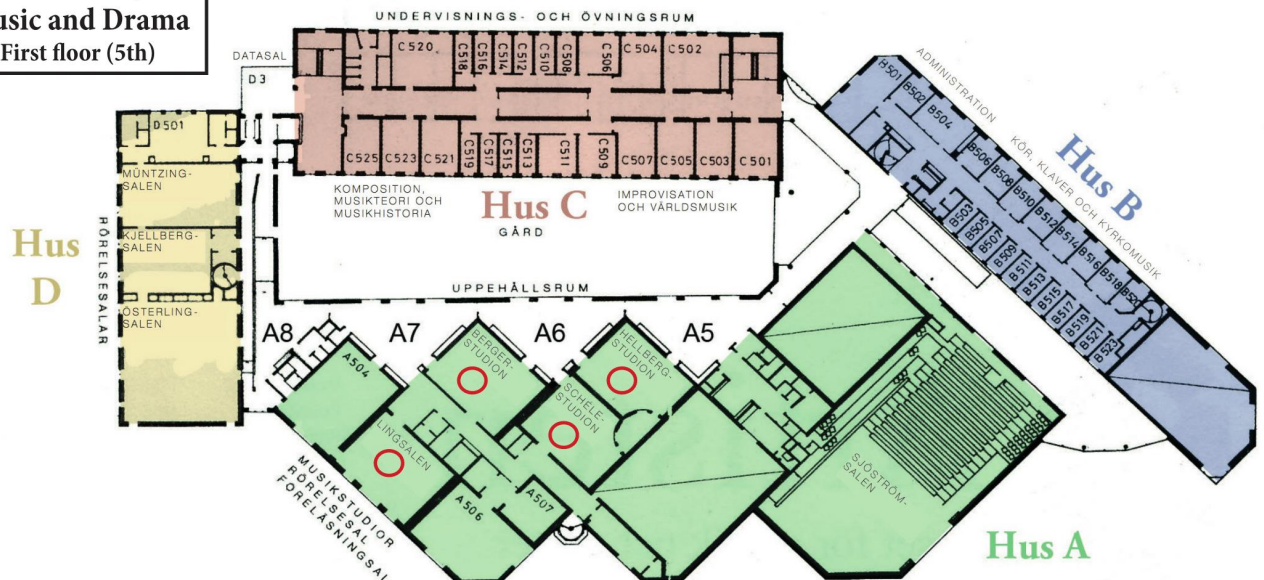 usic and Drama
First floor (5th)
UNDERVISNINGS- OCH ÖVNINGSRUM
DATASAL
D3
C520
C518
C516
C514
C512
C510
C508
C506
C504
C502
C525
C523
C521
C519
C517
C515
C513
C511
C509
C507
C505
C503
C501
KOMPOSITION,
MUSIKTEORI OCH
MUSIKHISTORIA
Hus C
GÅRD
IMPROVISATION
OCH VÄRLDSMUSIK
UPPEHÅLLSRUM
D501
MÜNTZING-
SALEN
KJELLBERG-
SALEN
ÖSTERLING-
SALEN
Hus
D
RÖRELSESALAR
ADMINISTRATION
KÖR, KLAVER OCH KYRKOMUSIK
Hus B
B501
B502
B504
B506
B508
B510
B512
B514
B516
B518
B520
B503
B505
B507
B509
B511
B513
B515
B517
B519
B521
B523
A8
A7
A6
A5
A504
BERGER-
STUDION
HELLBERG-
STUDION
SCHÉLE-
STUDION
LINGSALEN
A506
A507
MUSIKSTUDIOR
RÖRELSESAL
FÖRELÄSNINGSAL
SJÖSTRÖM-
SALEN
Hus A